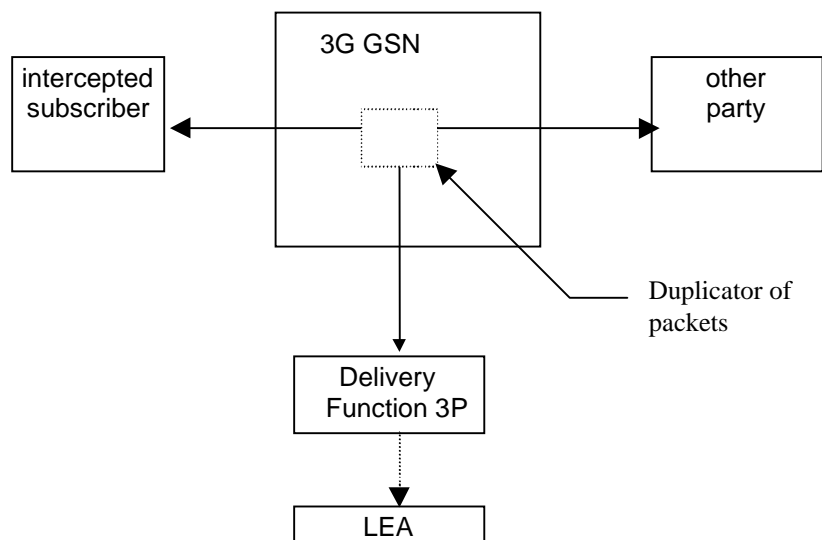 3G GSN
intercepted
subscriber
other
party
Duplicator of
packets
Delivery
Function 3P
LEA